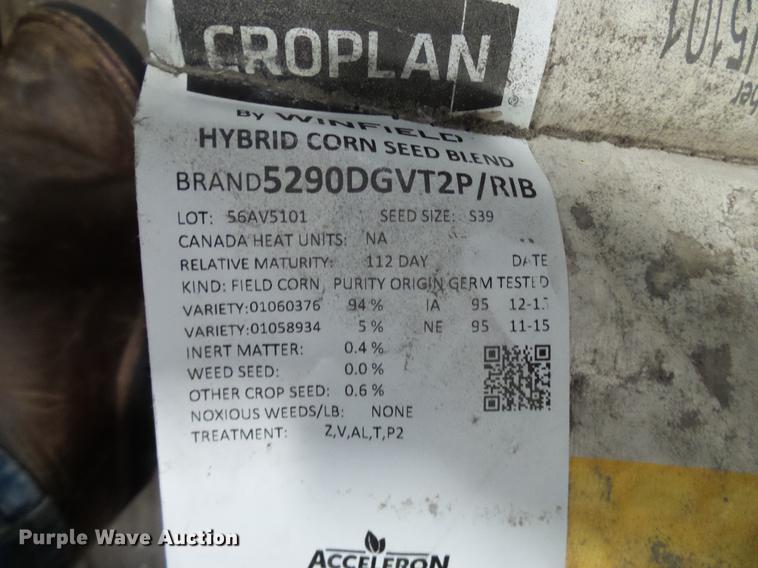 CROPLAN
®
By WINFIELD
HYBRID CORN SEED BLEND
BRAND 5290DGVT2P/RIB
LOT: 56AV5101 SEED SIZE: S39
CANADA HEAT UNITS: NA
RELATIVE MATURITY: 112 DAY DATE
KIND: FIELD CORN, PURITY ORIGIN GERM TESTED
VARIETY:01060376 94 % IA 95
VARIETY:01058934 5 % NE 95 11-15
INERT MATTER: 0.4 %
WEED SEED: 0.0 %
OTHER CROP SEED: 0.6 %
NOXIOUS WEEDS/LB: NONE
TREATMENT: Z,V,AL,T,P2
ACCELERON
Purple Wave Auction